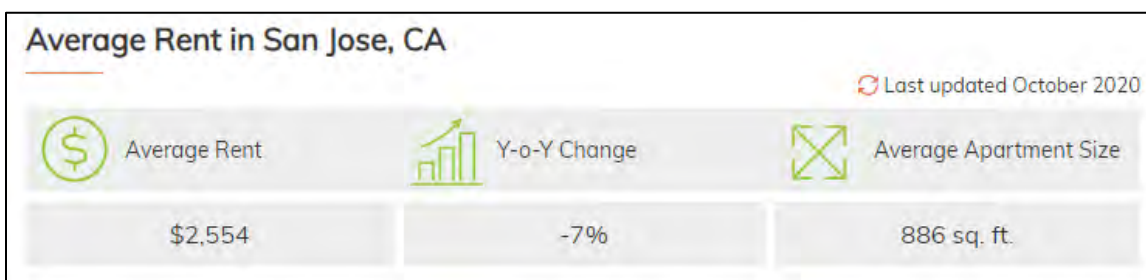 Average Rent in San Jose, CA
Last updated October 2020
Average Rent
Y-o-Y Change
Average Apartment Size
$2,554
-7%
886 sq. ft.